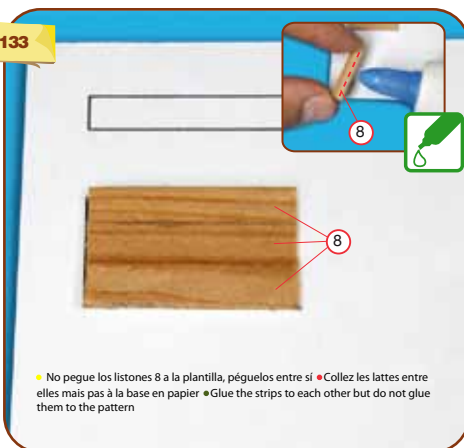 133
8
8
• No pegue los listones 8 a la plantilla, péguelos entre sí • Collez les lattes entre
elles mais pas à la base en papier • Glue the strips to each other but do not glue
them to the pattern